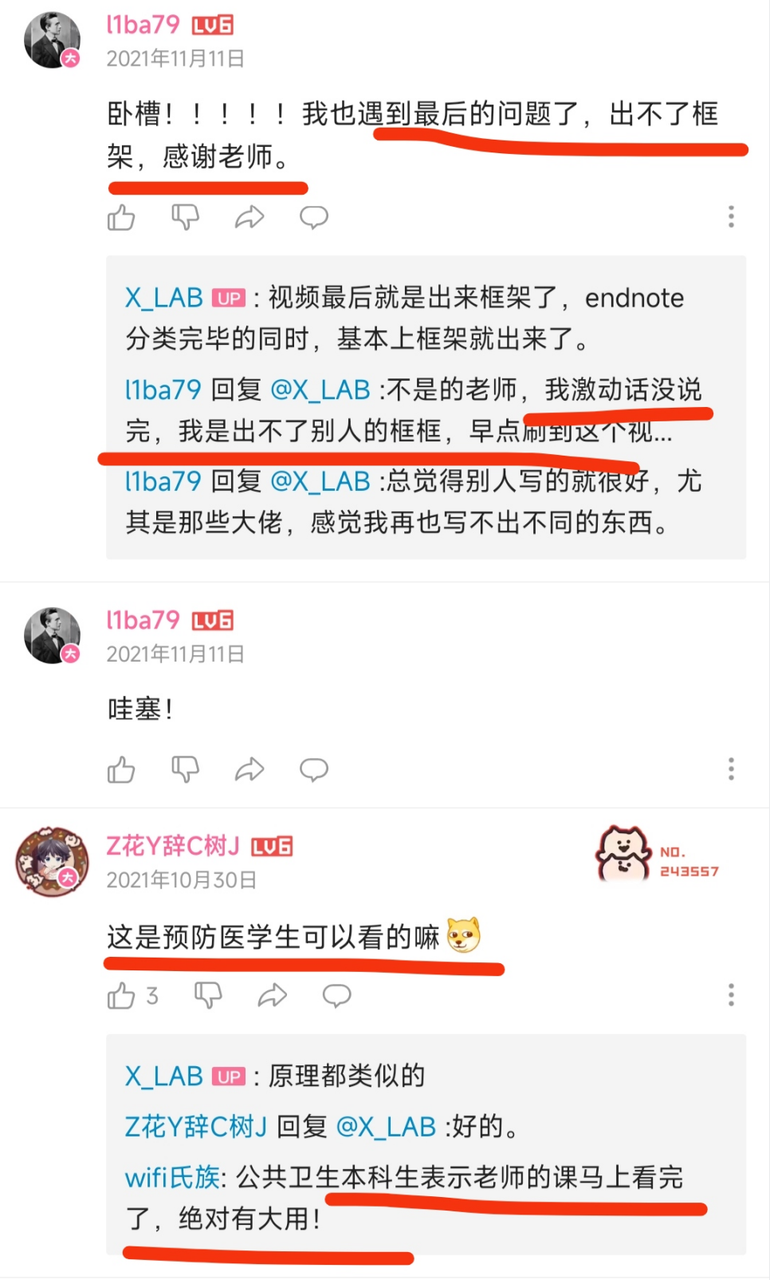 l1ba79 LV6
2021年11月11日
卧槽！！！！！我也遇到最后的问题了，出不了框
架，感谢老师。
X_LAB UP：视频最后就是出来框架了，endnote
分类完毕的同时，基本上框架就出来了。
l1ba79 回复 @X_LAB :不是的老师，我激动话没说
完，我是出不了别人的框框，早点刷到这个视...
l1ba79 回复 @X_LAB :总觉得别人写的就很好，尤
其是那些大佬，感觉我再也写不出不同的东西。
l1ba79 LV6
2021年11月11日
哇塞！
Z花Y辞C树J LV6
2021年10月30日
NO.
243557
这是预防医学生可以看的嘛
3
X_LAB UP：原理都类似的
Z花Y辞C树J 回复 @X_LAB :好的。
wifi氏族: 公共卫生本科生表示老师的课马上看完
了，绝对有大用！